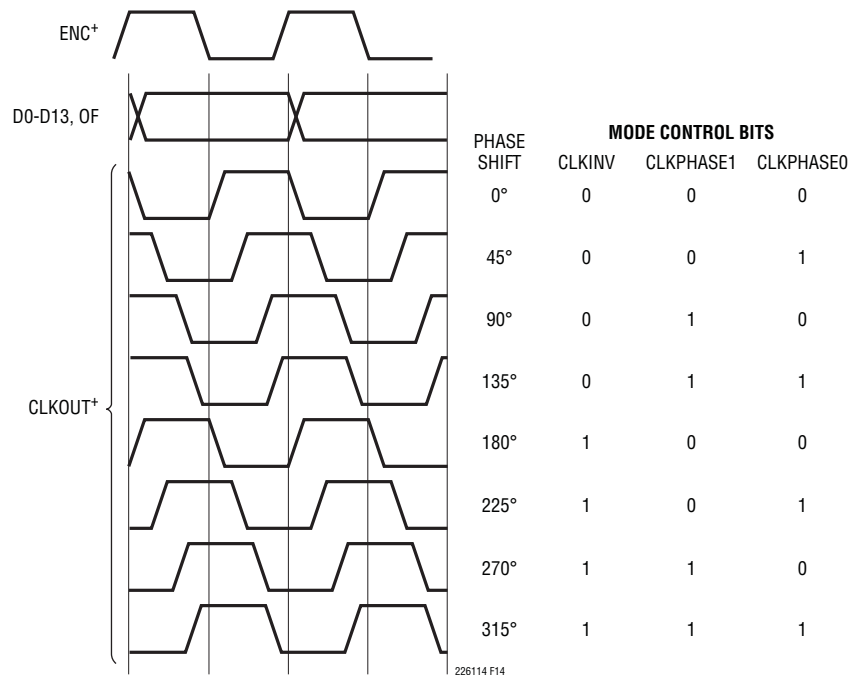 ENC+
D0-D13, OF
CLKOUT+
PHASE SHIFT
MODE CONTROL BITS
CLKINV CLKPHASE1 CLKPHASE0
0° 0 0 0
45° 0 0 1
90° 0 1 0
135° 0 1 1
180° 1 0 0
225° 1 0 1
270° 1 1 0
315° 1 1 1
226114 F14